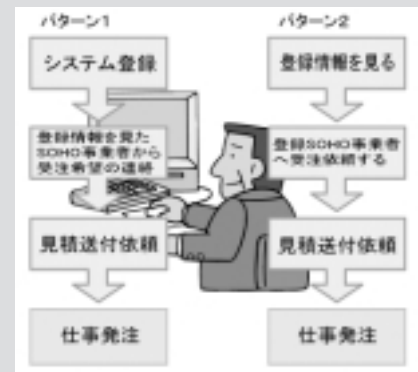 パターン1
システム登録
登録情報を見た
SOHO事業者から
受注希望の連絡
見積送付依頼
仕事発注
パターン2
登録情報を見る
登録SOHO事業者
へ受注依頼する
見積送付依頼
仕事発注